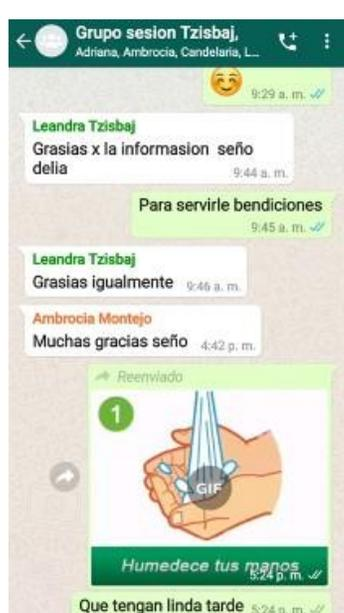 Grupo sesion Tzisbaj,
Adriana, Ambrocia, Candelaria, L...
9:29 a. m.
Leandra Tzisbaj
Grasias x la informasion seño
delia
9:44 a. m.
Para servirle bendiciones
9:45 a. m.
Leandra Tzisbaj
Grasias igualmente 9:46 a. m.
Ambrocia Montejo
Muchas gracias seño 4:42 p. m.
Reenviado
1
GIF
Humedece tus manos
5:24 p. m.
Que tengan linda tarde 5:24 p. m.